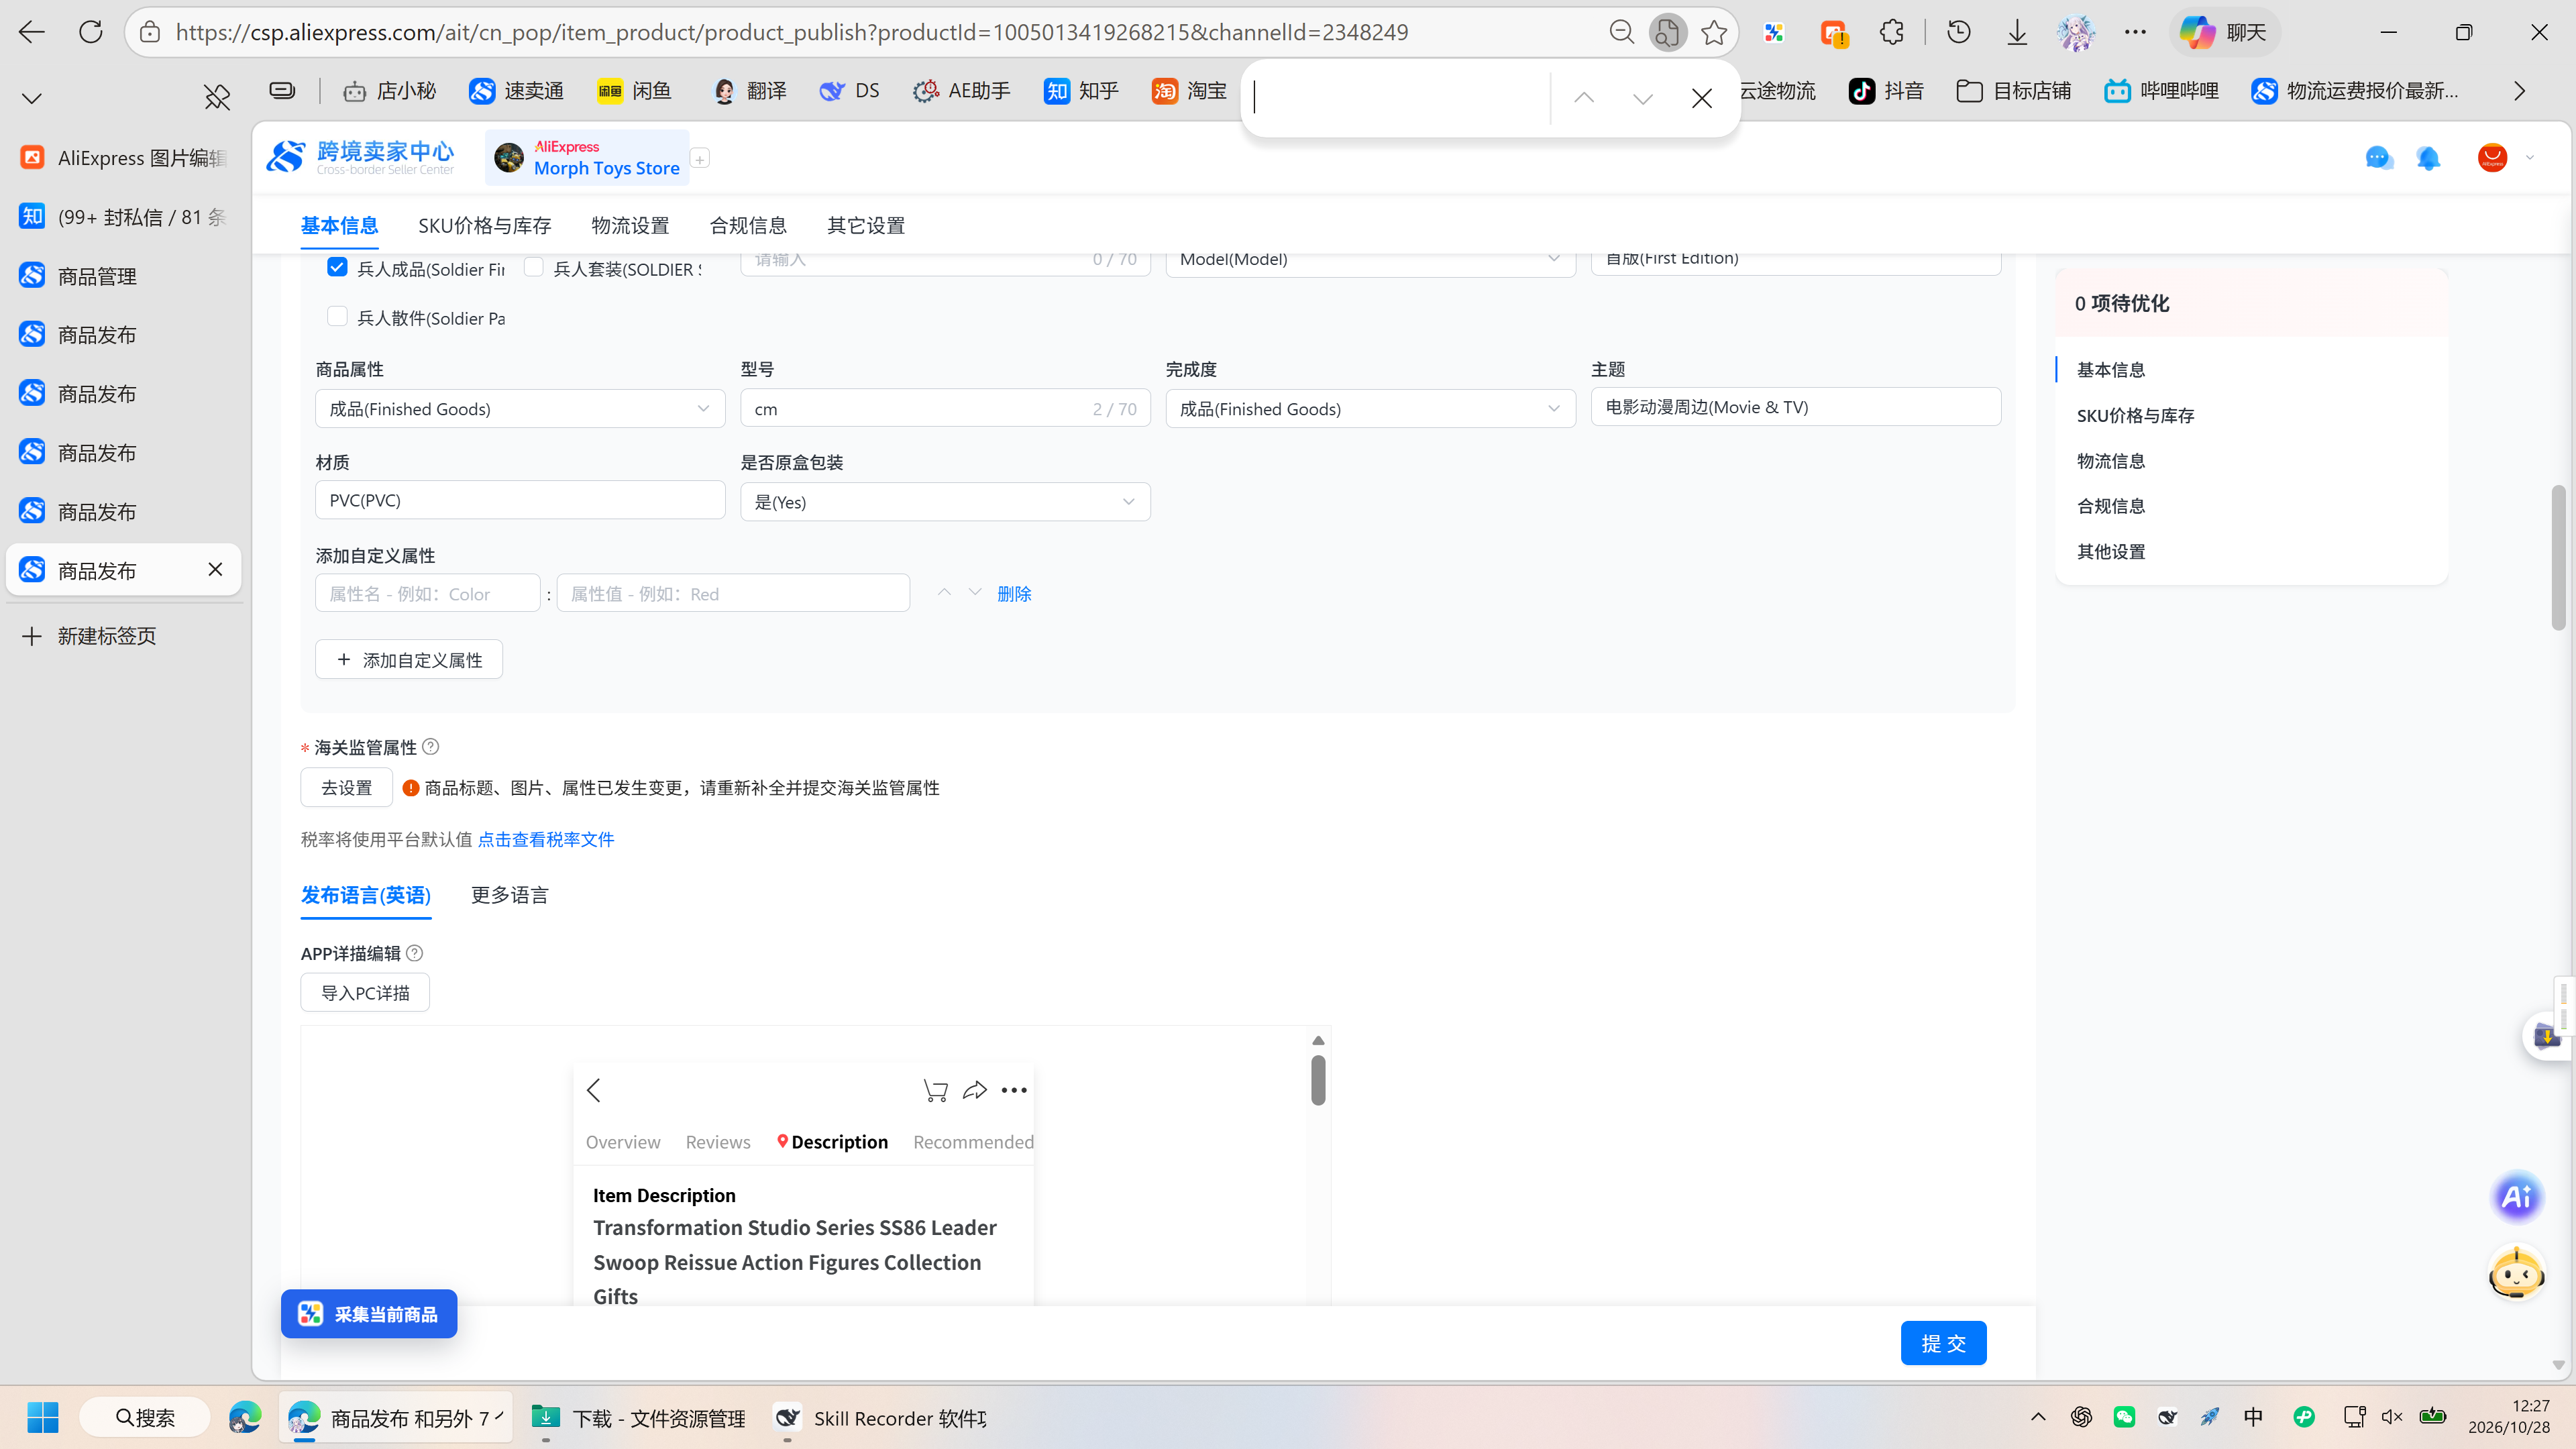 https://csp.aliexpress.com/ait/cn_pop/item_product/product_publish?productId=1005013419268215&channelId=2348249
聊天
店小秘
速卖通
闲鱼
翻译
DS
AE助手
知乎
淘宝
云途物流
抖音
目标店铺
哔哩哔哩
物流运费报价最新...
AliExpress 图片编辑
(99+ 封私信 / 81 条
商品管理
商品发布
商品发布
商品发布
商品发布
商品发布
新建标签页
跨境卖家中心
Cross-border Seller Center
AliExpress
Morph Toys Store
基本信息
SKU价格与库存
物流设置
合规信息
其它设置
兵人成品(Soldier Fin
兵人套装(SOLDIER S
请输入
0 / 70
Model(Model)
首版(First Edition)
兵人散件(Soldier Pa
商品属性
型号
完成度
主题
成品(Finished Goods)
cm
2 / 70
成品(Finished Goods)
电影动漫周边(Movie & TV)
材质
是否原盒包装
PVC(PVC)
是(Yes)
添加自定义属性
属性名 - 例如：Color
:
属性值 - 例如：Red
删除
添加自定义属性
* 海关监管属性
去设置
商品标题、图片、属性已发生变更，请重新补全并提交海关监管属性
税率将使用平台默认值 点击查看税率文件
发布语言(英语)
更多语言
APP详描编辑
导入PC详描
Overview
Reviews
Description
Recommended
Item Description
Transformation Studio Series SS86 Leader
Swoop Reissue Action Figures Collection
Gifts
采集当前商品
提 交
0 项待优化
基本信息
SKU价格与库存
物流信息
合规信息
其他设置
Ai
搜索
商品发布 和另外 7 个
下载 - 文件资源管理
Skill Recorder 软件功
中
12:27
2026/10/28